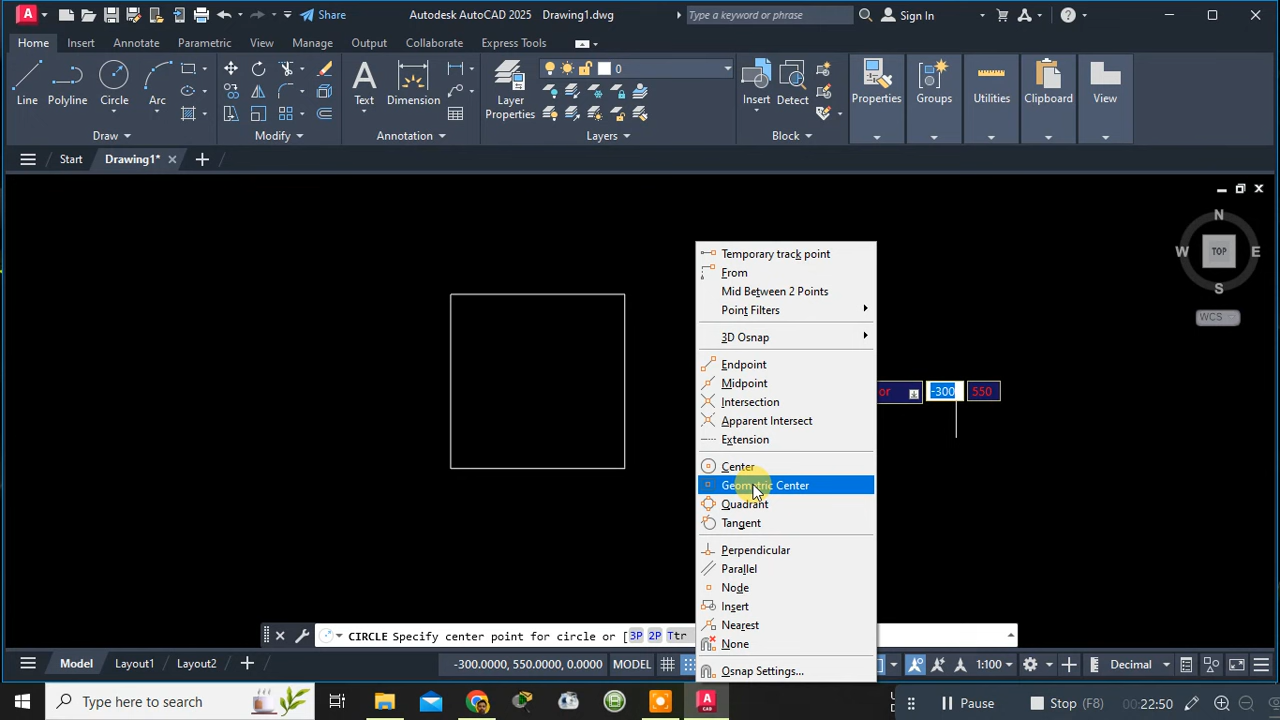 Share
Autodesk AutoCAD 2025 Drawing1.dwg
Type a keyword or phrase
Sign In
Home Insert Annotate Parametric View Manage Output Collaborate Express Tools
Line Polyline Circle Arc
Text Dimension
Layer Properties
0
Insert Detect
Properties Groups Utilities Clipboard View
Draw Modify Annotation Layers Block
Start Drawing1*
N
W TOP E
S
WCS
Temporary track point
From
Mid Between 2 Points
Point Filters
3D Osnap
Endpoint
Midpoint
or -300 550
Intersection
Apparent Intersect
Extension
Center
Geometric Center
Quadrant
Tangent
Perpendicular
Parallel
Node
Insert
Nearest
None
Osnap Settings...
CIRCLE Specify center point for circle or [3P 2P Ttr
Model Layout1 Layout2
-300.0000, 550.0000, 0.0000 MODEL
1:100 Decimal
Type here to search
CAD
Pause Stop (F8) 00:22:50